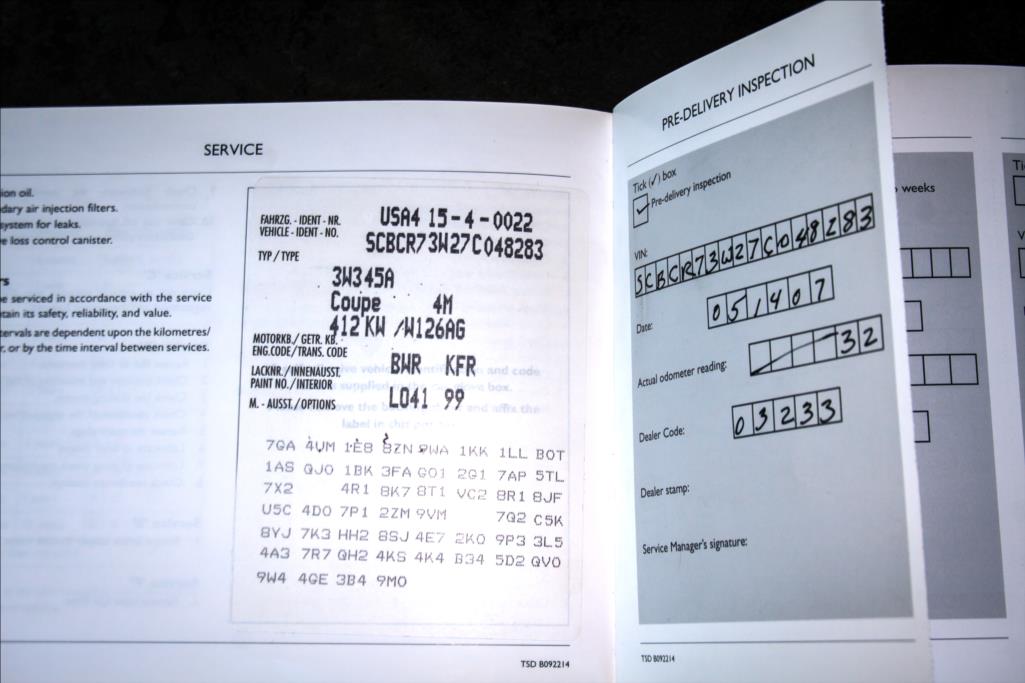 SERVICE
ion oil.
dary air injection filters.
system for leaks.
e loss control canister.
rs
e serviced in accordance with the service
tain its safety, reliability, and value.
tervals are dependent upon the kilometres/
, or by the time interval between services.
FAHRZG. - IDENT - NR. USA4 15-4-0022
VEHICLE - IDENT - NO. SCBCR73W27C048283
TYP / TYPE
3W345A
Coupe 4M
412 KW /W126AG
MOTORKB./ GETR. KB.
ENG.CODE/TRANS. CODE BWR KFR
LACKNR./INNENAUSST.
PAINT NO./INTERIOR
M. - AUSST./OPTIONS L041 99
7GA 4UM 1E8 8ZN 9WA 1KK 1LL B0T
1AS QJ0 1BK 3FA G01 2G1 7AP 5TL
7X2 4R1 8K7 8T1 VC2 8R1 8JF
U5C 4D0 7P1 2ZM 9VM 7Q2 C5K
8YJ 7K3 HH2 8SJ 4E7 2K0 9P3 3L5
4A3 7R7 QH2 4KS 4K4 B34 5D2 QV0
9W4 4GE 3B4 9M0
TSD B092214
PRE-DELIVERY INSPECTION
Tick (✓) box
✓ Pre-delivery inspection
VIN:
SCBCR73W27C048283
Date: 051407
Actual odometer reading: 32
Dealer Code: 03233
Dealer stamp:
Service Manager's signature:
TSD B092214
weeks